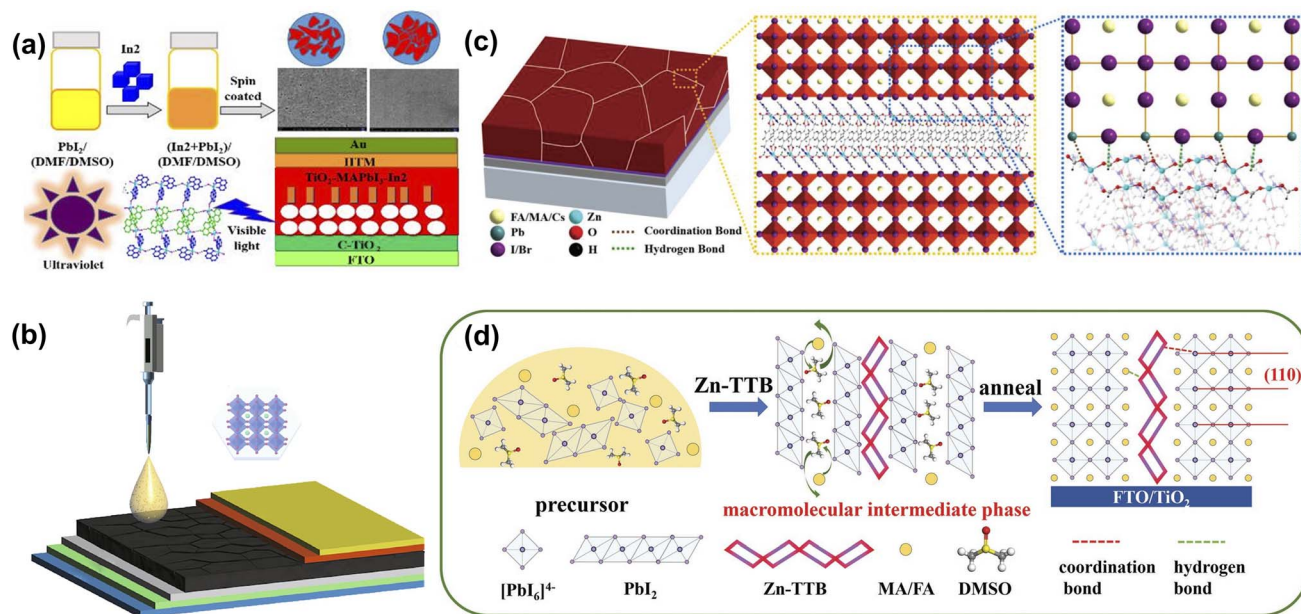 (a)
In2
Spin
coated
PbI₂/
(DMF/DMSO)
(In2+PbI₂)/
(DMF/DMSO)
Ultraviolet
Visible
light
Au
HTM
TiO₂-MAPbI₃-In2
C-TiO₂
FTO
(c)
FA/MA/Cs
Zn
Pb
O
Coordination Bond
I/Br
H
Hydrogen Bond
(b)
(d)
Zn-TTB
anneal
(110)
FTO/TiO₂
precursor
macromolecular intermediate phase
[PbI₆]⁴⁻
PbI₂
Zn-TTB
MA/FA
DMSO
coordination
bond
hydrogen
bond